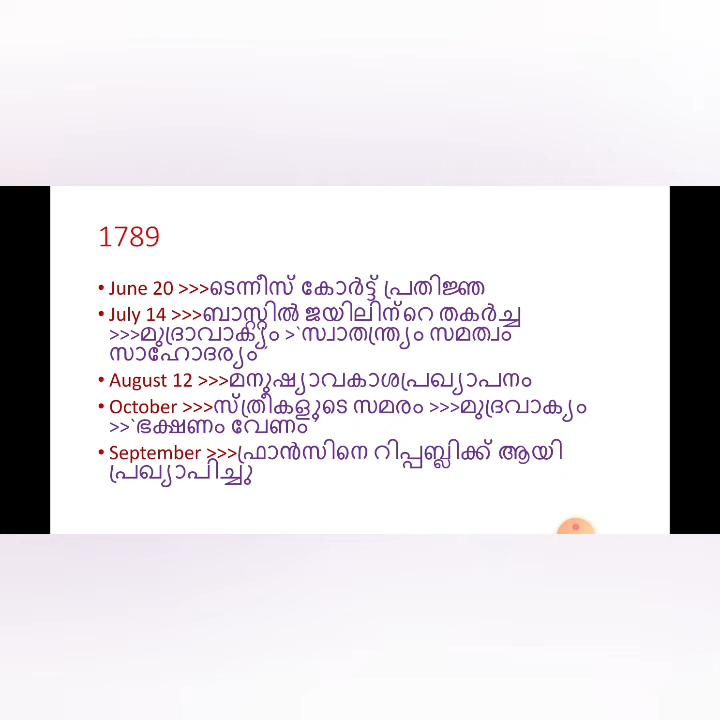 1789
• June 20 >>>ടെന്നീസ് കോർട്ട് പ്രതിജ്ഞ
• July 14 >>>ബാസ്റ്റിൽ ജയിലിന്റെ തകർച്ച
>>>മുദ്രാവാക്യം >`സ്വാതന്ത്ര്യം സമത്വം
സാഹോദര്യം´
• August 12 >>>മനുഷ്യാവകാശപ്രഖ്യാപനം
• October >>>സ്ത്രീകളുടെ സമരം >>>മുദ്രവാക്യം
>>`ഭക്ഷണം വേണം´
• September >>>ഫ്രാൻസിനെ റിപ്പബ്ലിക്ക് ആയി
പ്രഖ്യാപിച്ചു